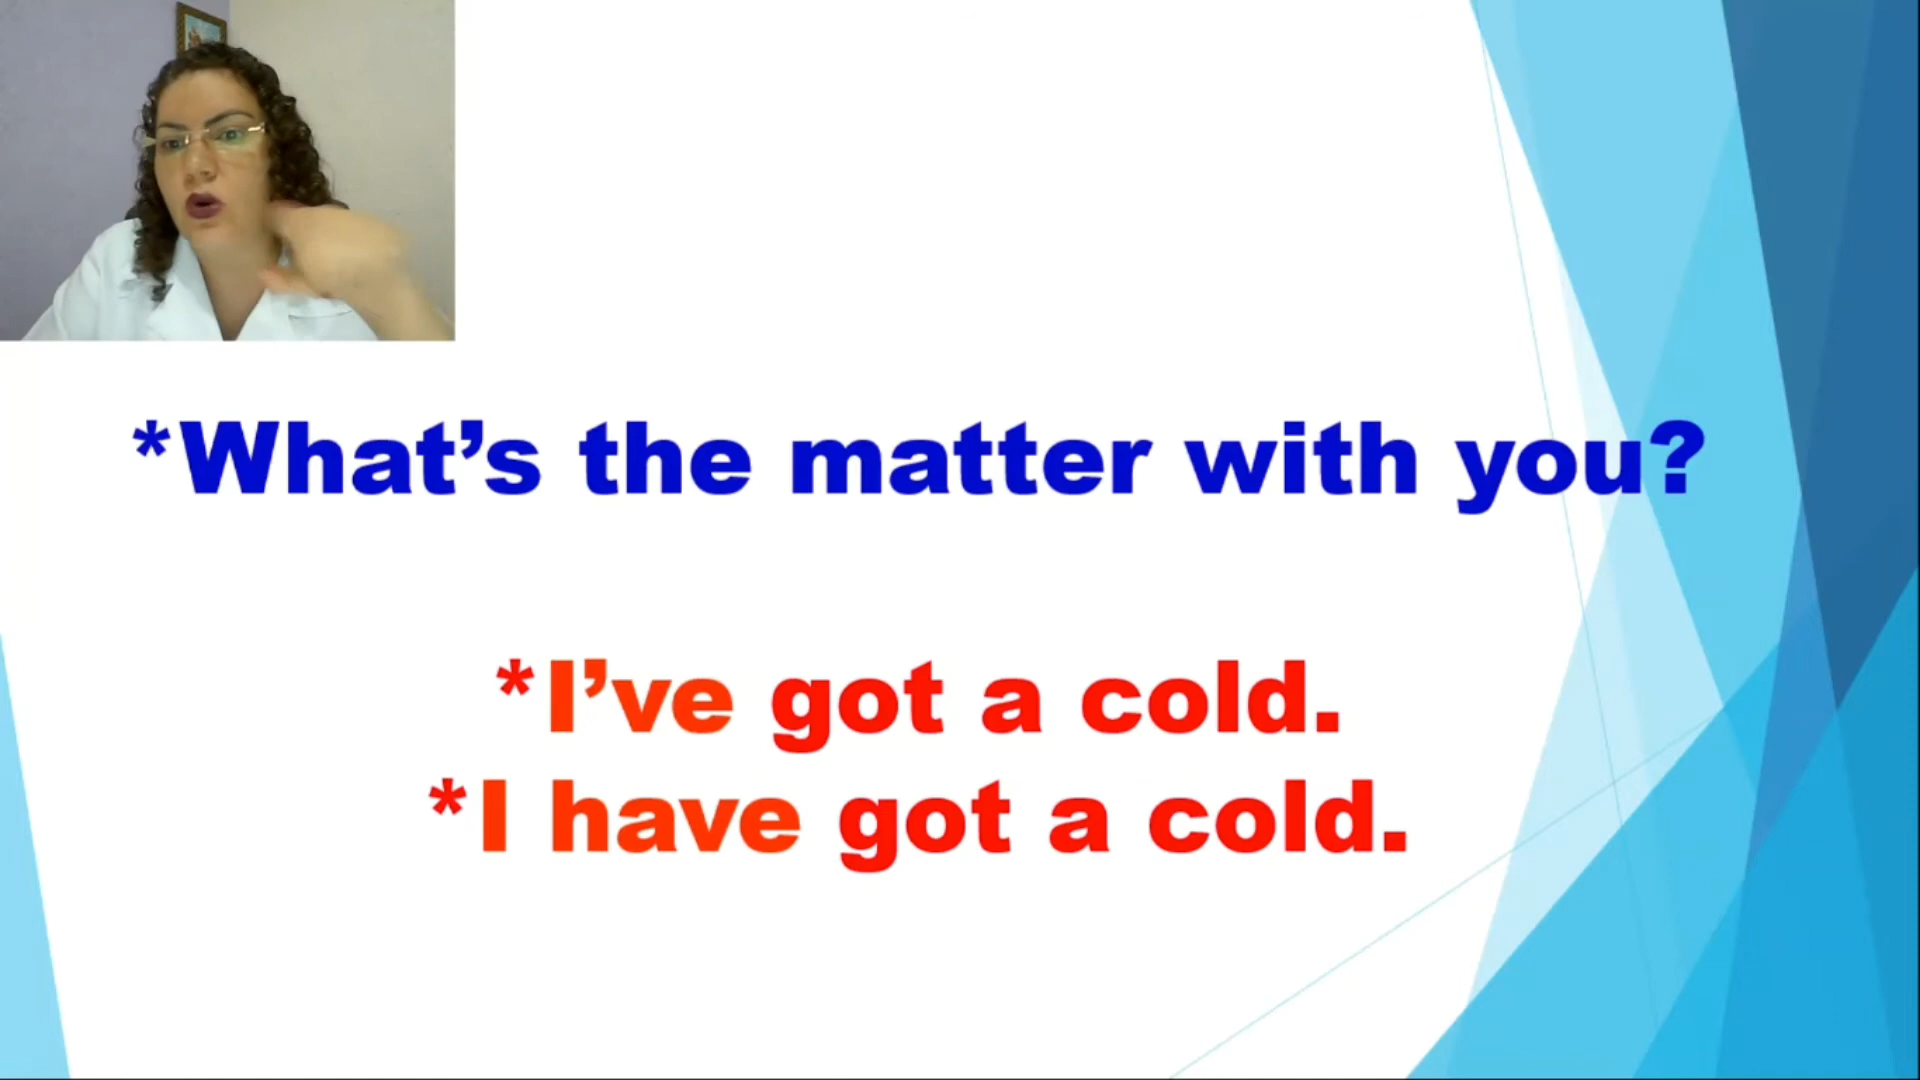 *What’s the matter with you?
*I’ve got a cold.
*I have got a cold.